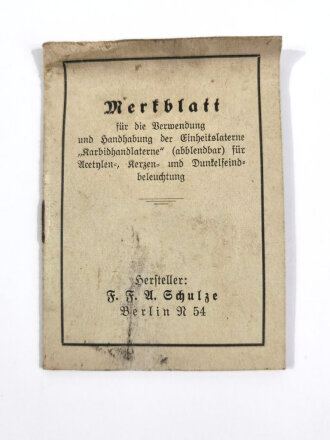 Merkblatt
für die Verwendung
und Handhabung der Einheitslaterne
„Karbidhandlaterne“ (abblendbar) für
Acetylen-, Kerzen- und Dunkelfeind-
beleuchtung
Hersteller:
F. F. A. Schulze
Berlin N 54